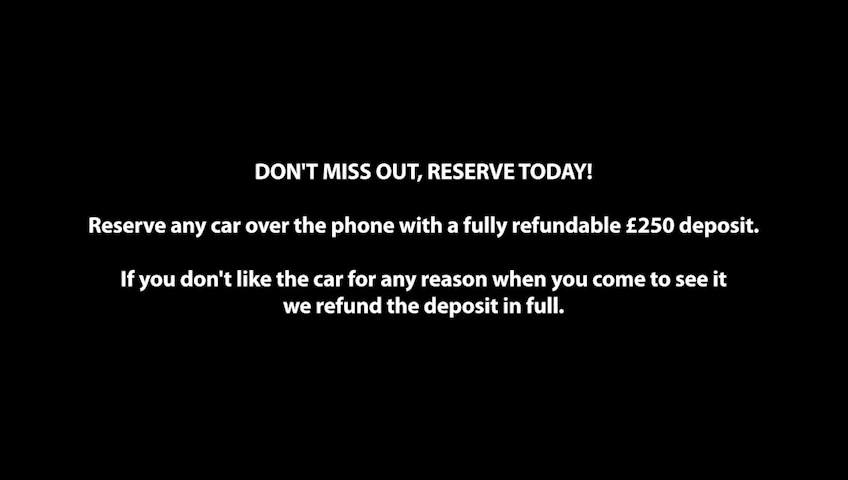 DON'T MISS OUT, RESERVE TODAY!
Reserve any car over the phone with a fully refundable £250 deposit.
If you don't like the car for any reason when you come to see it
we refund the deposit in full.